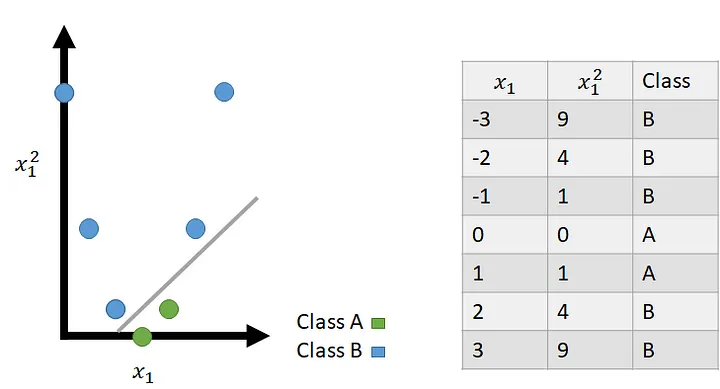 x₁²
x₁
Class A
Class B
x₁ x₁² Class
-3 9 B
-2 4 B
-1 1 B
0 0 A
1 1 A
2 4 B
3 9 B